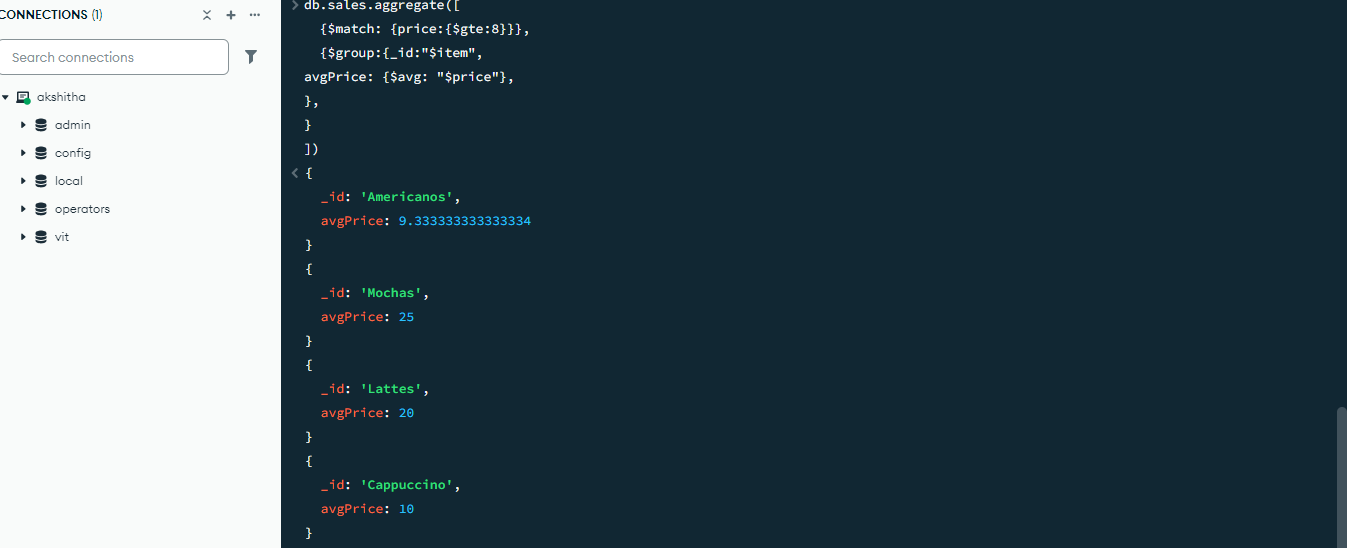 CONNECTIONS (1)
Search connections
akshitha
admin
config
local
operators
vit
db.sales.aggregate([
{$match: {price:{$gte:8}}},
{$group:{_id:"$item",
avgPrice: {$avg: "$price"},
},
}
])
{
_id: 'Americanos',
avgPrice: 9.333333333333334
}
{
_id: 'Mochas',
avgPrice: 25
}
{
_id: 'Lattes',
avgPrice: 20
}
{
_id: 'Cappuccino',
avgPrice: 10
}